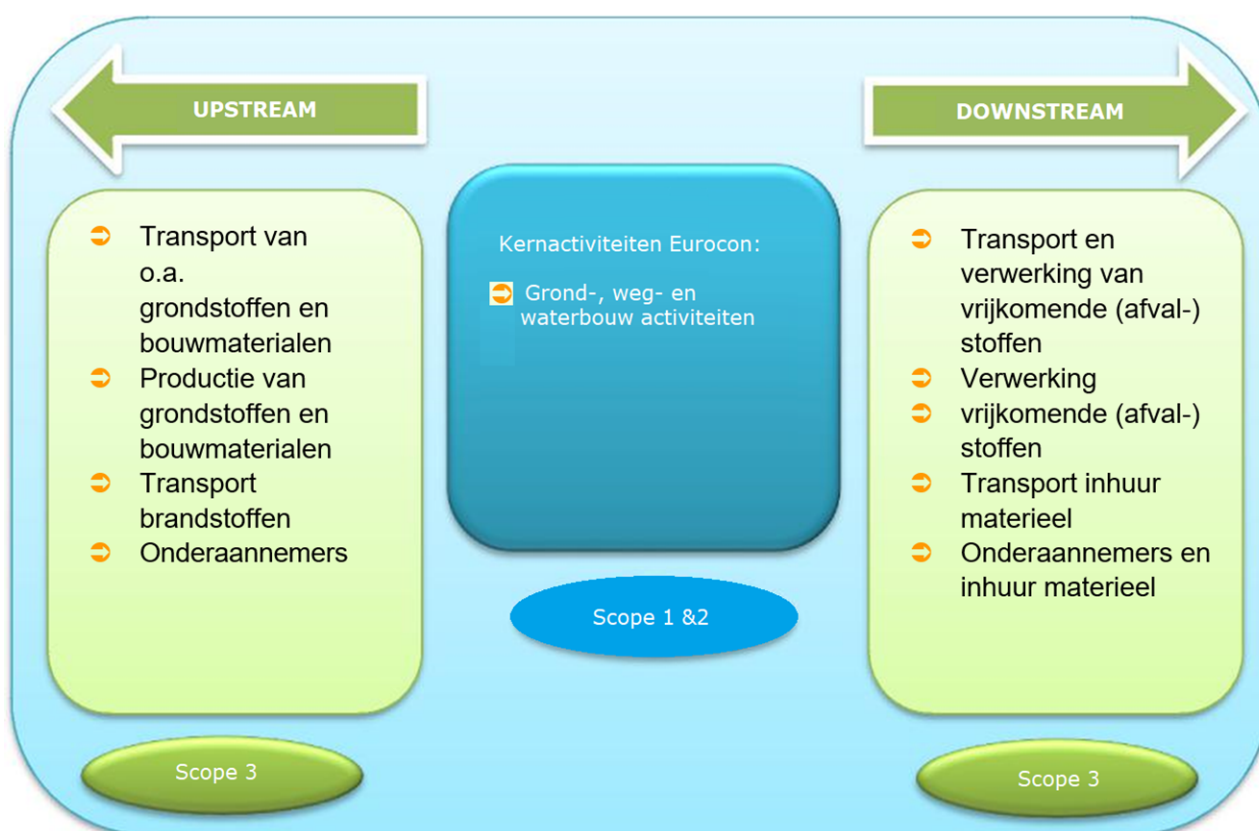 UPSTREAM
Transport van
o.a.
grondstoffen en
bouwmaterialen
Productie van
grondstoffen en
bouwmaterialen
Transport
brandstoffen
Onderaannemers
Scope 3
Kernactiviteiten Eurocon:
Grond-, weg- en
waterbouw activiteiten
Scope 1 &2
DOWNSTREAM
Transport en
verwerking van
vrijkomende (afval-)
stoffen
Verwerking
vrijkomende (afval-)
stoffen
Transport inhuur
materieel
Onderaannemers en
inhuur materieel
Scope 3